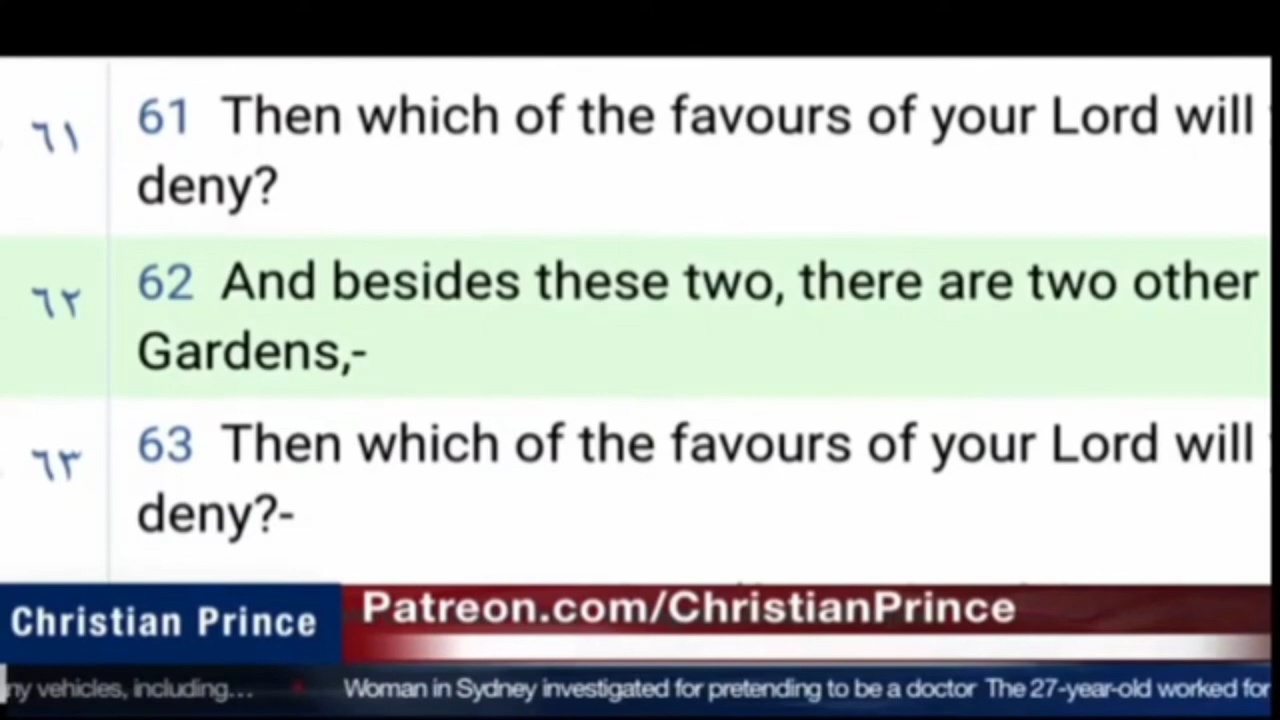 ٦١ 61 Then which of the favours of your Lord will
deny?
٦٢ 62 And besides these two, there are two other
Gardens,-
٦٣ 63 Then which of the favours of your Lord will
deny?-
Christian Prince Patreon.com/ChristianPrince
ny vehicles, including... Woman in Sydney investigated for pretending to be a doctor The 27-year-old worked for